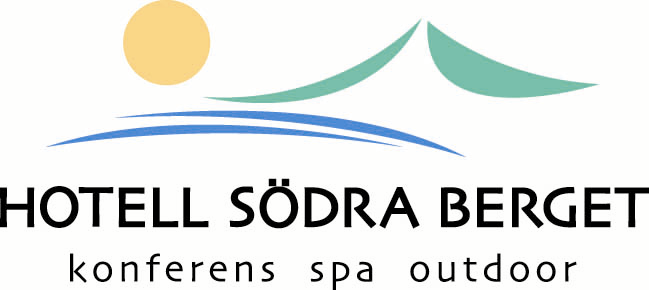 HOTELL SÖDRA BERGET
konferens spa outdoor